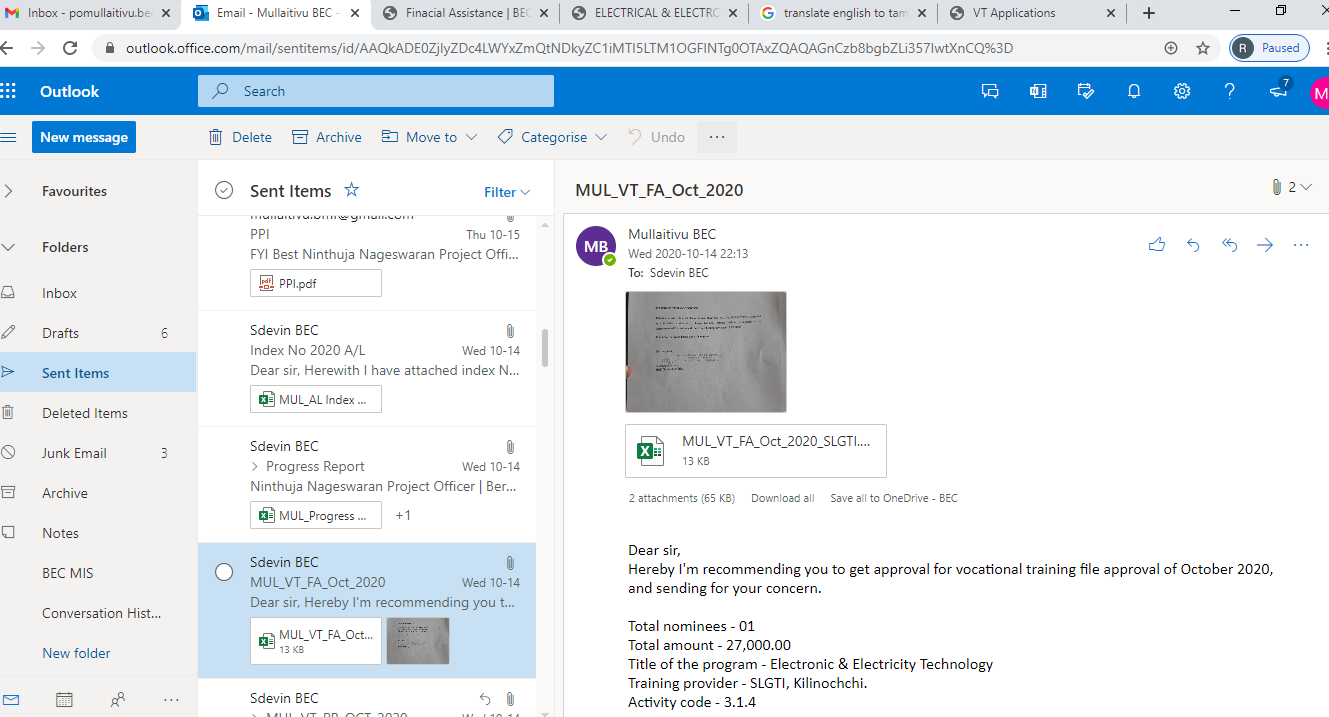 Inbox - pomullaitivu.be
Email - Mullaitivu BEC -
Finacial Assistance | BEC
ELECTRICAL & ELECTRO
translate english to tam
VT Applications
outlook.office.com/mail/sentitems/id/AAQkADE0ZjIyZDc4LWYxZmQtNDkyZC1iMTI5LTM1OGFlNTg0OTAxZQAQAGnCzb8bgbZLi357IwtXnCQ%3D
R Paused
Outlook
Search
7
M
New message
Delete
Archive
Move to
Categorise
Undo
Favourites
Folders
Inbox
Drafts 6
Sent Items
Deleted Items
Junk Email 3
Archive
Notes
BEC MIS
Conversation Hist...
New folder
Sent Items
Filter
mullaitivu.bmf@gmail.com
PPI Thu 10-15
FYI Best Ninthuja Nageswaran Project Offi...
PPI.pdf
Sdevin BEC
Index No 2020 A/L Wed 10-14
Dear sir, Herewith I have attached index N...
MUL_AL Index ...
Sdevin BEC
Progress Report Wed 10-14
Ninthuja Nageswaran Project Officer | Ber...
MUL_Progress ... +1
Sdevin BEC
MUL_VT_FA_Oct_2020 Wed 10-14
Dear sir, Hereby I'm recommending you t...
MUL_VT_FA_Oct...
13 KB
Sdevin BEC
MUL_VT_PP_OCT_2020 Wed 10-14
MUL_VT_FA_Oct_2020
2
MB
Mullaitivu BEC
Wed 2020-10-14 22:13
To: Sdevin BEC
MUL_VT_FA_Oct_2020_SLGTI....
13 KB
2 attachments (65 KB) Download all Save all to OneDrive - BEC
Dear sir,
Hereby I'm recommending you to get approval for vocational training file approval of October 2020,
and sending for your concern.
Total nominees - 01
Total amount - 27,000.00
Title of the program - Electronic & Electricity Technology
Training provider - SLGTI, Kilinochchi.
Activity code - 3.1.4